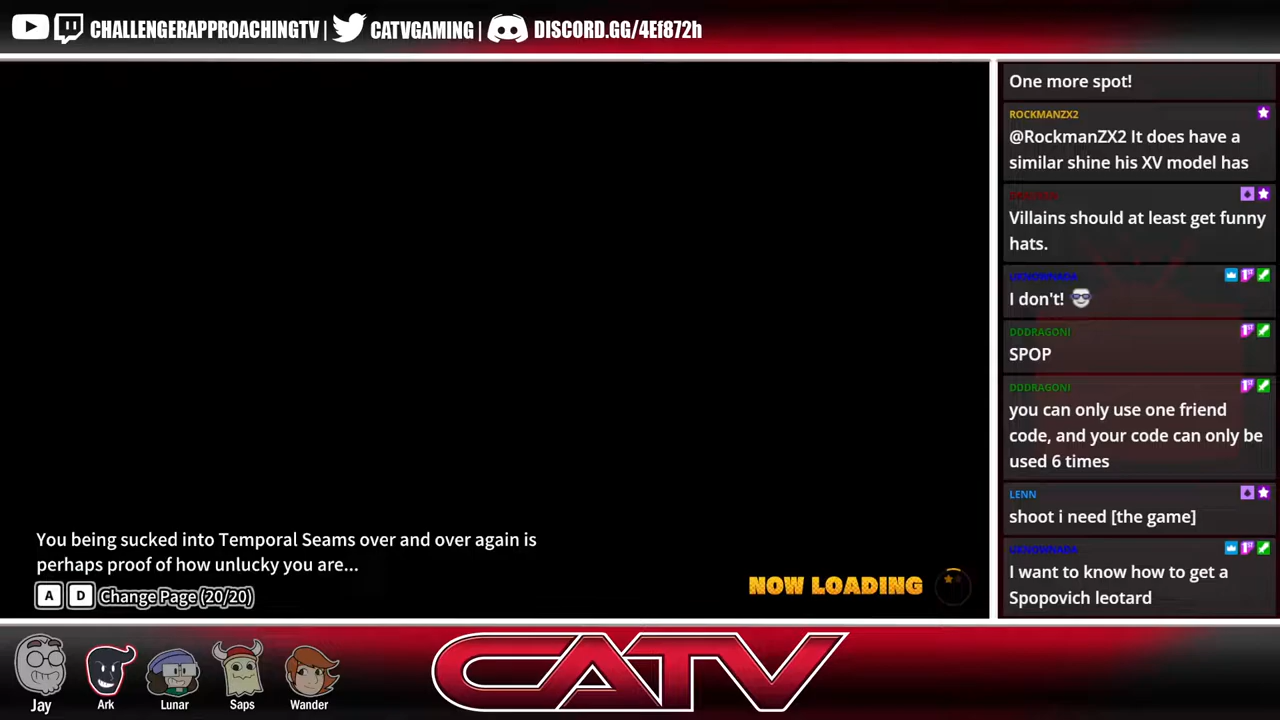 CHALLENGERAPPROACHINGTV | CATVGAMING | DISCORD.GG/4Ef872h
One more spot!
ROCKMANZX2
@RockmanZX2 It does have a
similar shine his XV model has
Villains should at least get funny
hats.
I don't!
DDDRAGONI
SPOP
DDDRAGONI
you can only use one friend
code, and your code can only be
used 6 times
LENN
shoot i need [the game]
I want to know how to get a
Spopovich leotard
You being sucked into Temporal Seams over and over again is
perhaps proof of how unlucky you are...
A D Change Page (20/20)
NOW LOADING
Jay Ark Lunar Saps Wander
CATV